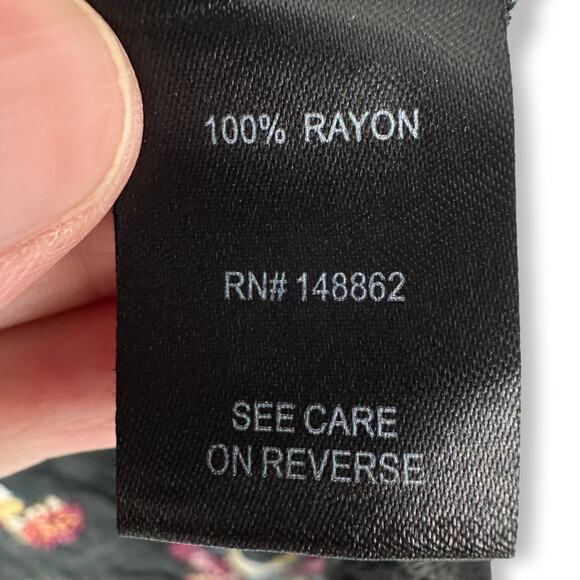 100% RAYON
RN# 148862
SEE CARE
ON REVERSE